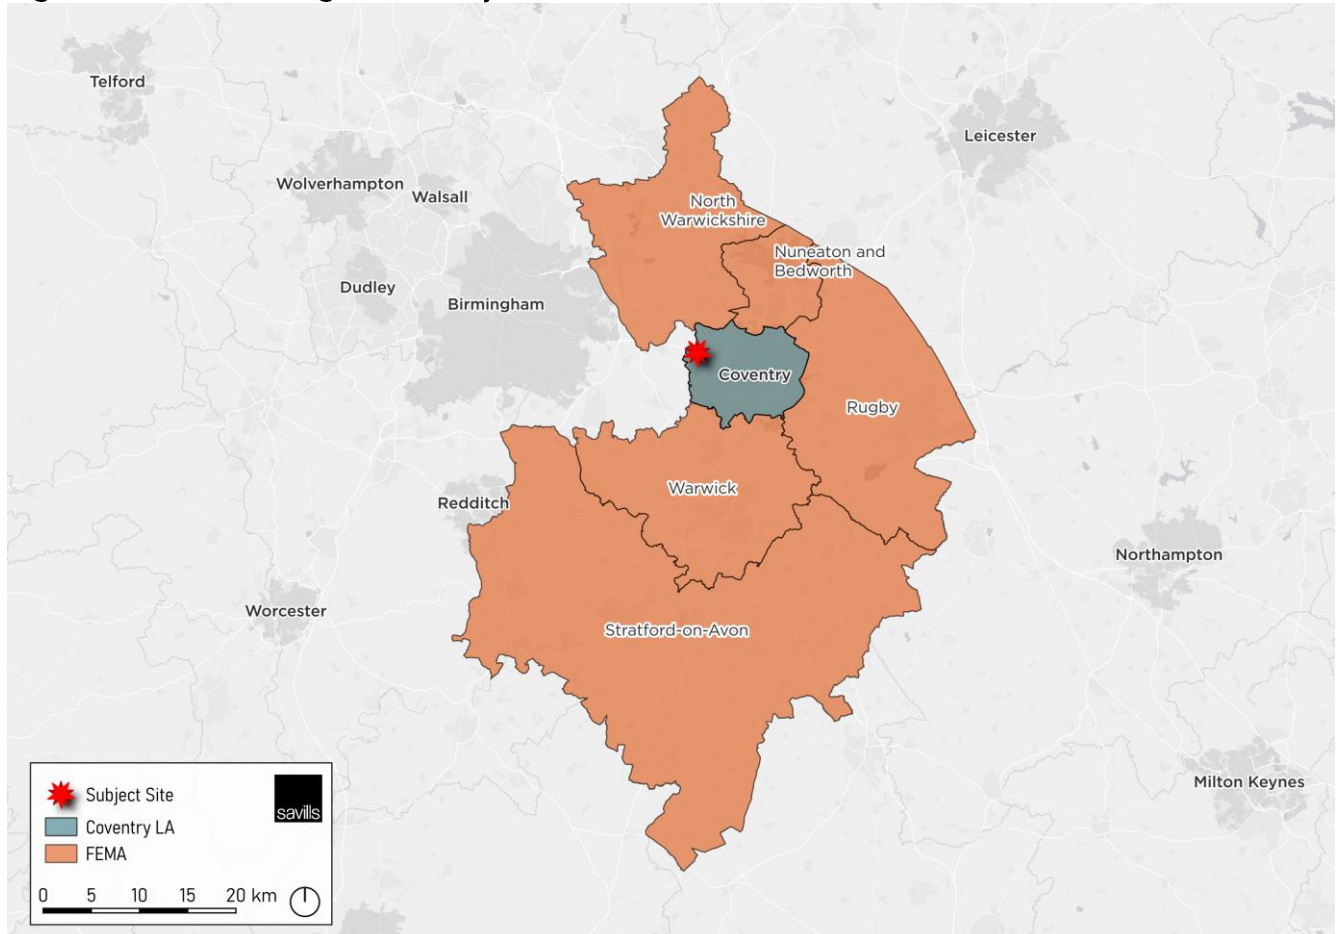 Telford
Leicester
Wolverhampton
Walsall
North
Warwickshire
Nuneaton and
Bedworth
Dudley
Birmingham
Coventry
Rugby
Warwick
Redditch
Northampton
Worcester
Stratford-on-Avon
Milton Keynes
Subject Site
savills
Coventry LA
FEMA
0 5 10 15 20 km